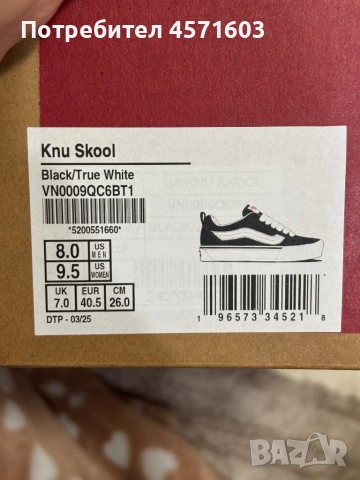 Потребител 4571603
Knu Skool
Black/True White
VN0009QC6BT1
*5200551660*
8.0 US MEN
9.5 US WOMEN
UK 7.0 EUR 40.5 CM 26.0
DTP - 03/25
1 96573 34521 8
BAZAR